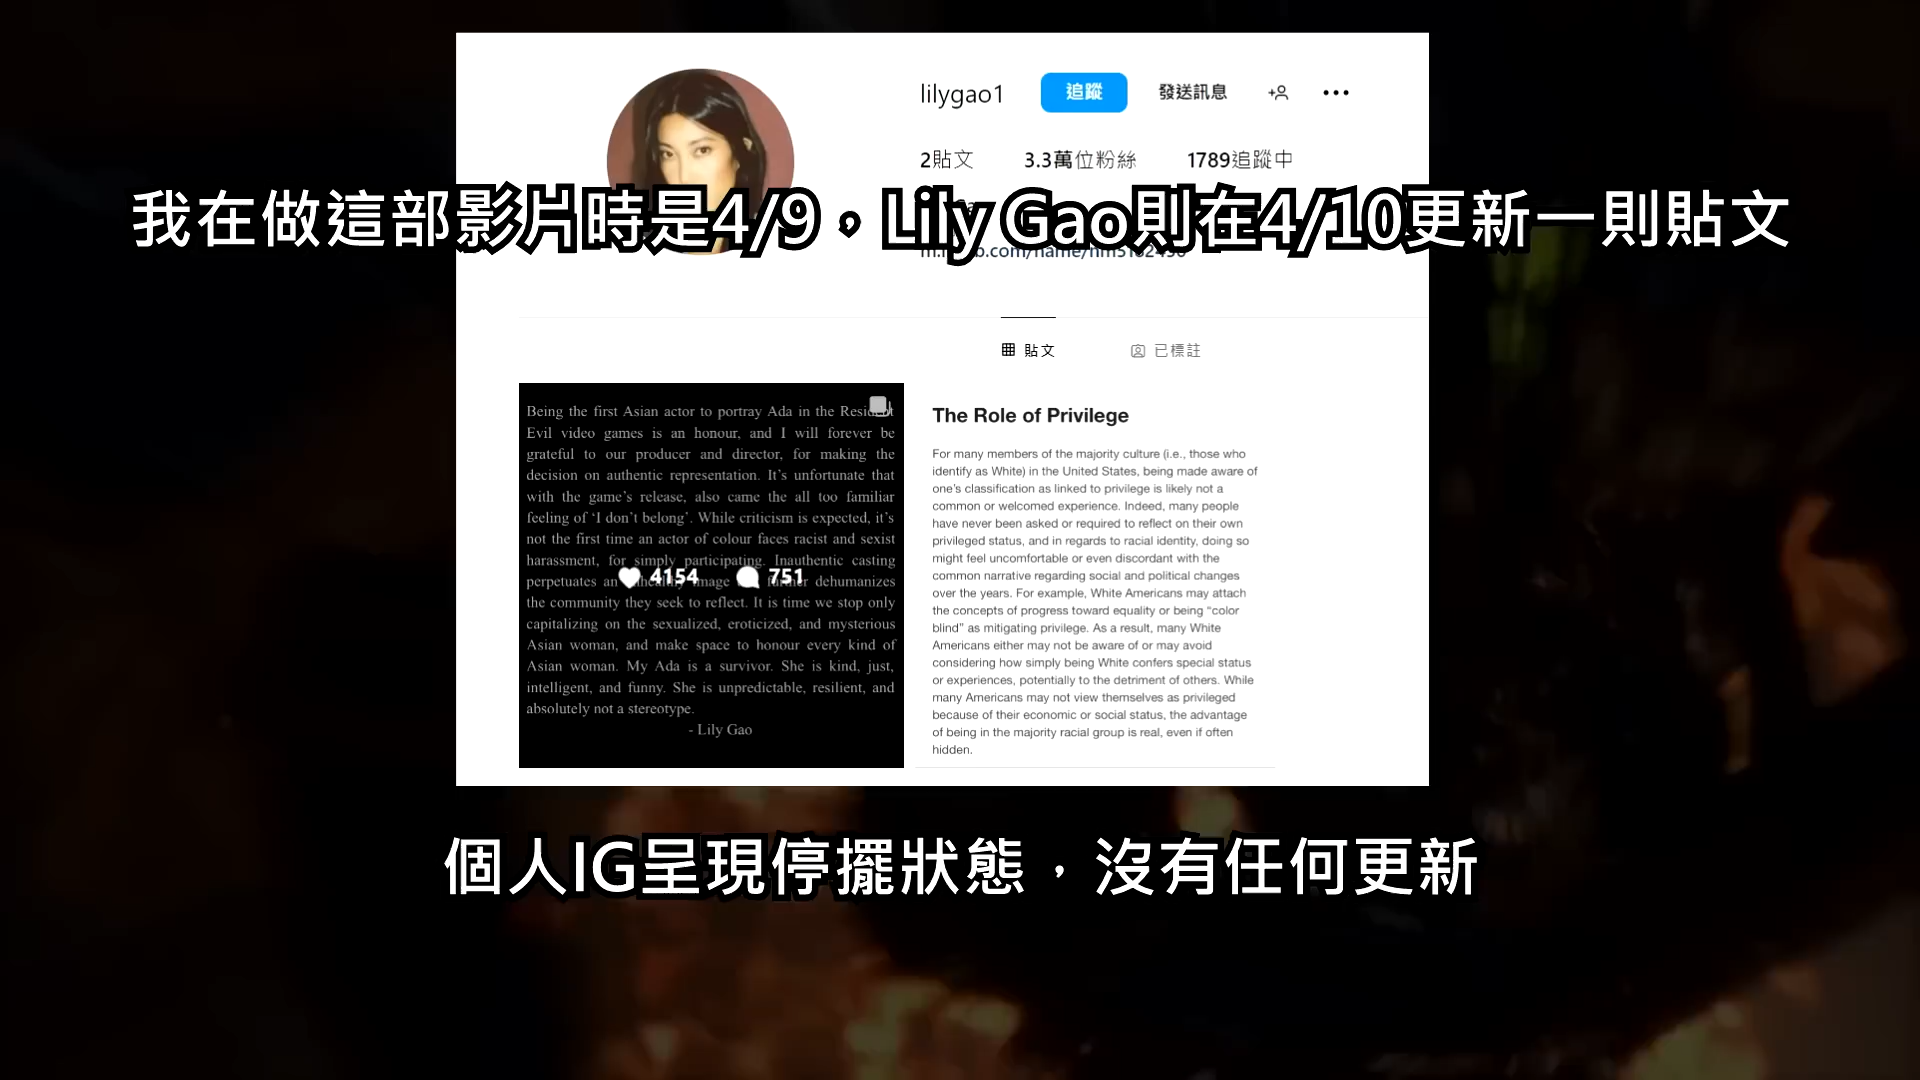 lilygao1
追蹤
發送訊息
2貼文
3.3萬位粉絲
1789追蹤中
我在做這部影片時是4/9，Lily Gao則在4/10更新一則貼文
貼文
已標註
Being the first Asian actor to portray Ada in the Resident
Evil video games is an honour, and I will forever be
grateful to our producer and director, for making the
decision on authentic representation. It's unfortunate that
with the game's release, also came the all too familiar
feeling of 'I don't belong'. While criticism is expected, it's
not the first time an actor of colour faces racist and sexist
harassment, for simply participating. Inauthentic casting
perpetuates an unhealthy image and further dehumanizes
4154
751
the community they seek to reflect. It is time we stop only
capitalizing on the sexualized, eroticized, and mysterious
Asian woman, and make space to honour every kind of
Asian woman. My Ada is a survivor. She is kind, just,
intelligent, and funny. She is unpredictable, resilient, and
absolutely not a stereotype.
- Lily Gao
The Role of Privilege
For many members of the majority culture (i.e., those who
identify as White) in the United States, being made aware of
one's classification as linked to privilege is likely not a
common or welcomed experience. Indeed, many people
have never been asked or required to reflect on their own
privileged status, and in regards to racial identity, doing so
might feel uncomfortable or even discordant with the
common narrative regarding social and political changes
over the years. For example, White Americans may attach
the concepts of progress toward equality or being "color
blind" as mitigating privilege. As a result, many White
Americans either may not be aware of or may avoid
considering how simply being White confers special status
or experiences, potentially to the detriment of others. While
many Americans may not view themselves as privileged
because of their economic or social status, the advantage
of being in the majority racial group is real, even if often
hidden.
個人IG呈現停擺狀態，沒有任何更新